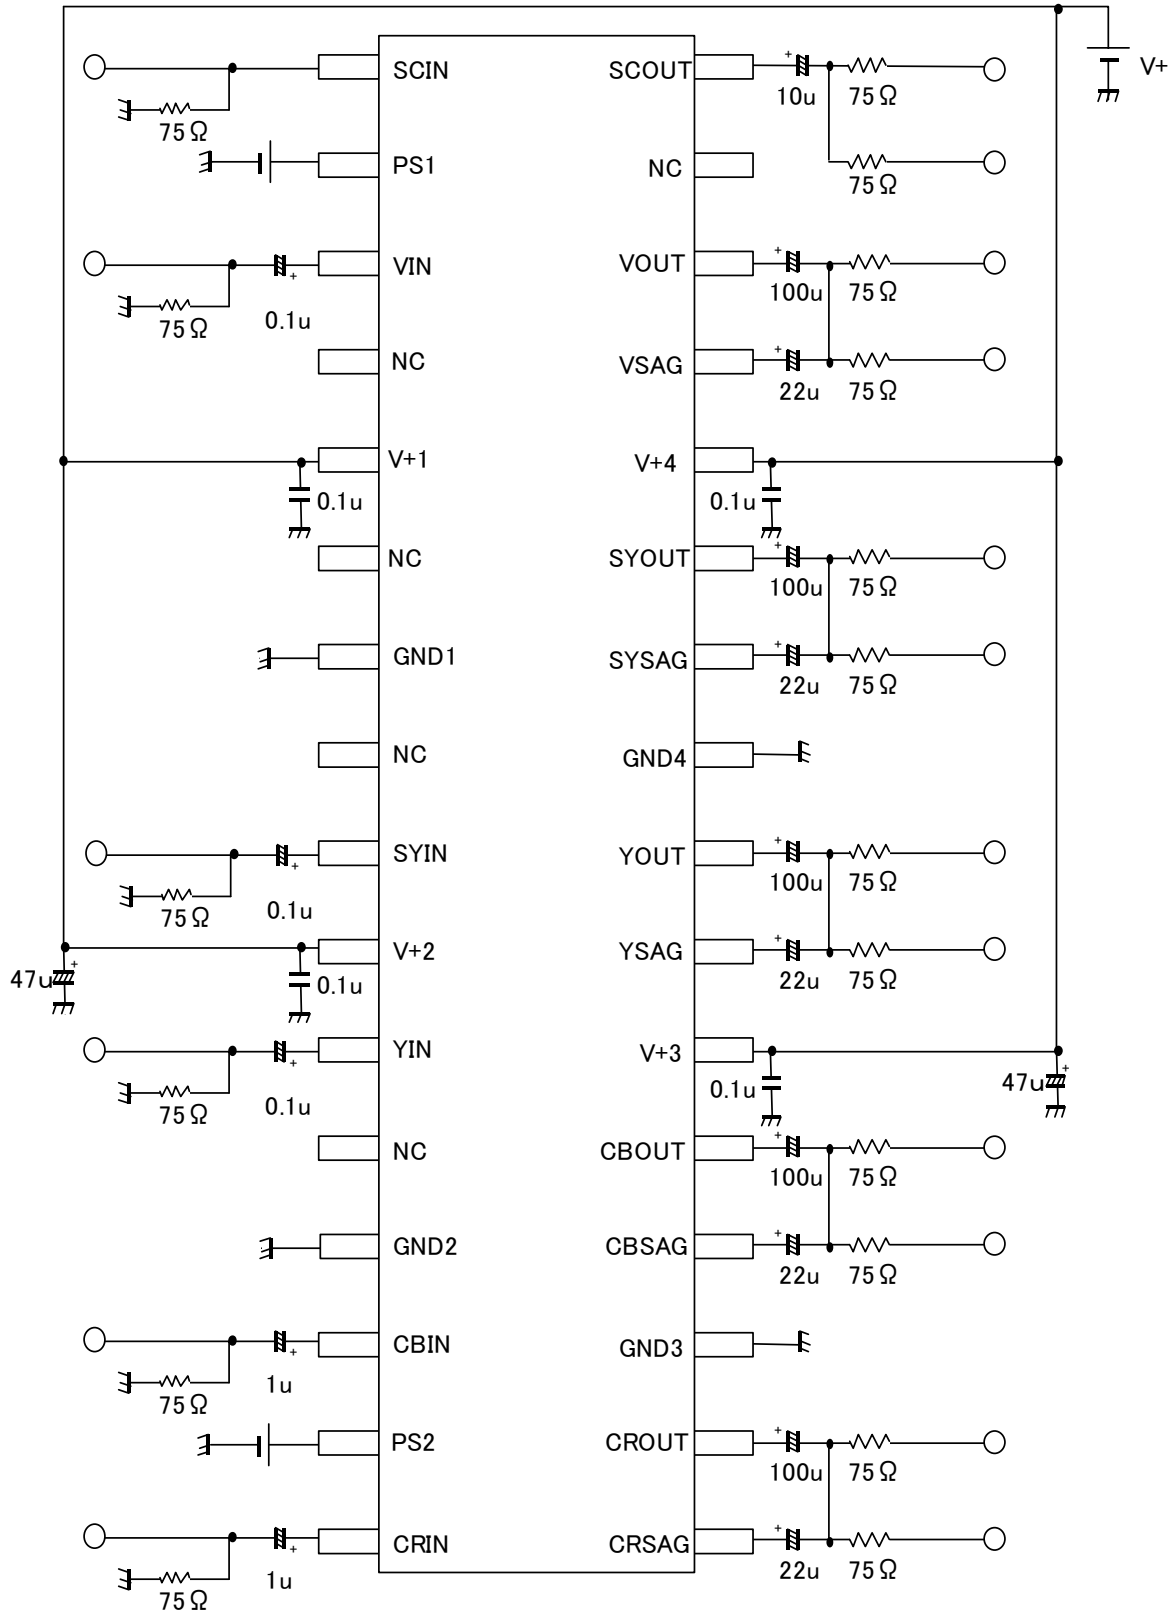 V+
SCIN
SCOUT
75Ω
10u
75Ω
PS1
NC
75Ω
VIN
VOUT
75Ω
0.1u
100u
75Ω
NC
VSAG
22u
75Ω
V+1
V+4
0.1u
0.1u
NC
SYOUT
100u
75Ω
GND1
SYSAG
22u
75Ω
NC
GND4
SYIN
YOUT
75Ω
0.1u
100u
75Ω
V+2
YSAG
47u
0.1u
22u
75Ω
YIN
V+3
75Ω
0.1u
0.1u
47u
NC
CBOUT
100u
75Ω
GND2
CBSAG
22u
75Ω
CBIN
GND3
75Ω
1u
PS2
CROUT
100u
75Ω
CRIN
CRSAG
75Ω
1u
22u
75Ω